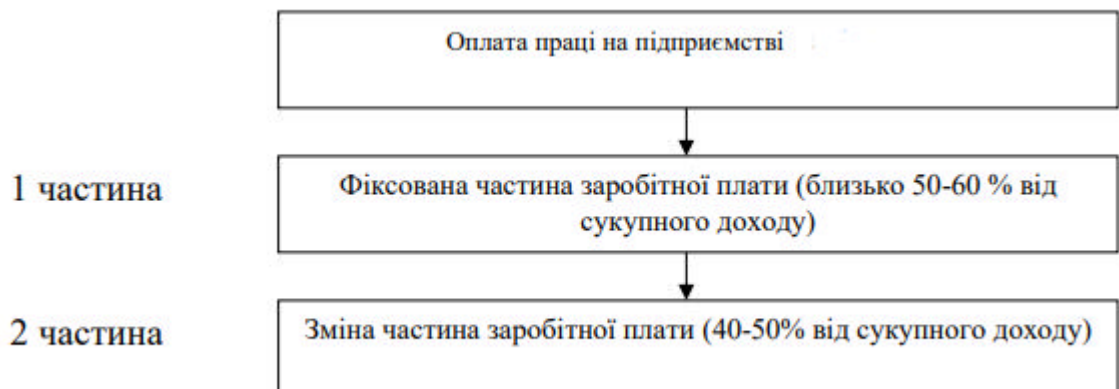 Оплата праці на підприємстві
1 частина
Фіксована частина заробітної плати (близько 50-60 % від
сукупного доходу)
2 частина
Зміна частина заробітної плати (40-50% від сукупного доходу)